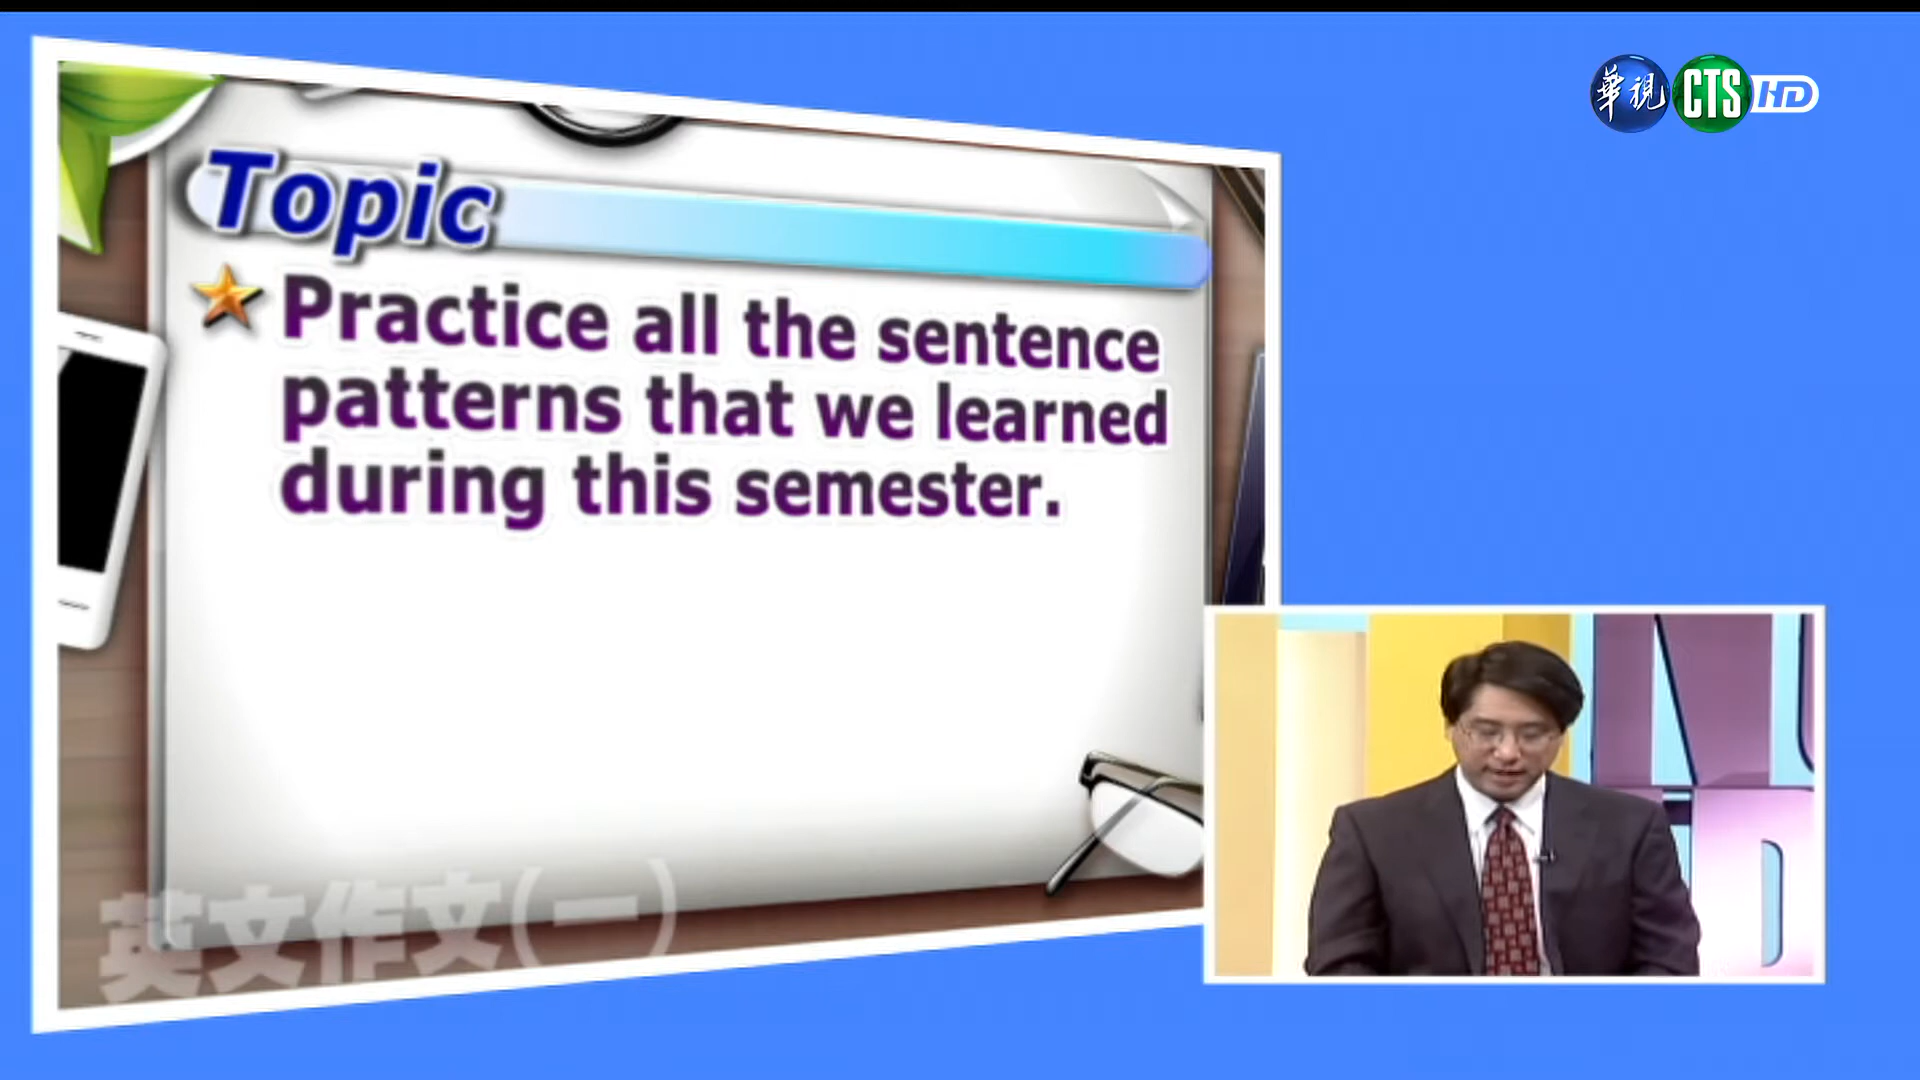 華視 CTS HD
Topic
Practice all the sentence
patterns that we learned
during this semester.
英文作文(一)